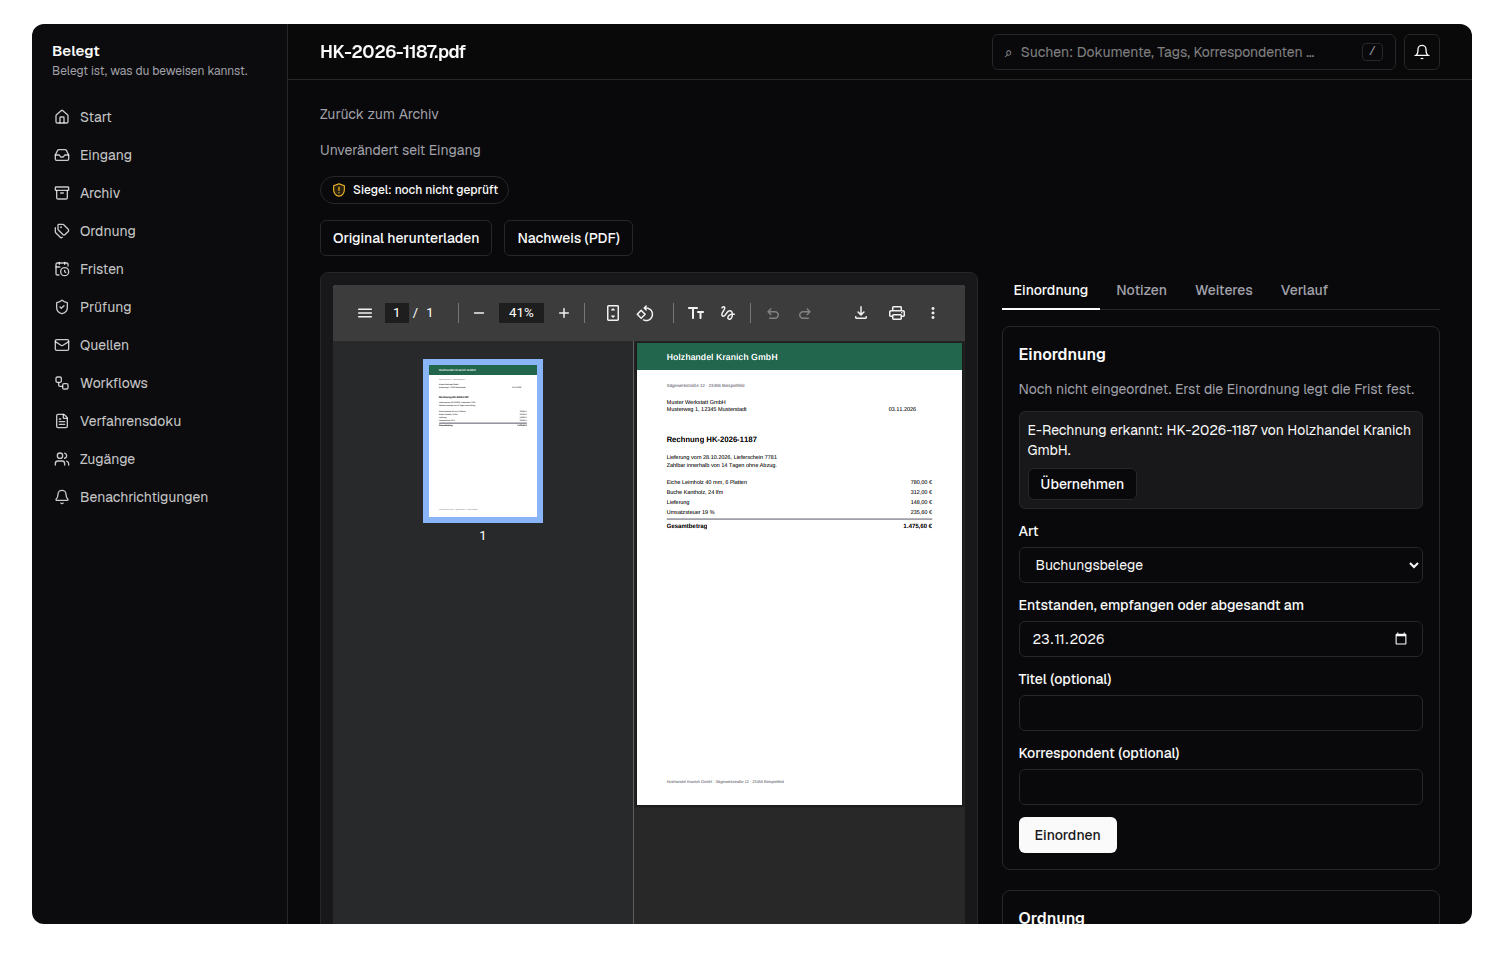 Belegt
Belegt ist, was du beweisen kannst.
Start
Eingang
Archiv
Ordnung
Fristen
Prüfung
Quellen
Workflows
Verfahrensdoku
Zugänge
Benachrichtigungen
HK-2026-1187.pdf
Suchen: Dokumente, Tags, Korrespondenten ...
/
Zurück zum Archiv
Unverändert seit Eingang
Siegel: noch nicht geprüft
Original herunterladen
Nachweis (PDF)
1 / 1
41%
1
Holzhandel Kranich GmbH
Muster Werkstatt GmbH
Musterweg 1, 12345 Musterstadt
03.11.2026
Rechnung HK-2026-1187
Lieferung vom 28.10.2026, Lieferschein 7781
Zahlbar innerhalb von 14 Tagen ohne Abzug.
Eiche Leimholz 40 mm, 6 Platten 780,00 €
Buche Kantholz, 24 lfm 312,00 €
Lieferung 148,00 €
Umsatzsteuer 19 % 235,60 €
Gesamtbetrag 1.475,60 €
Einordnung
Notizen
Weiteres
Verlauf
Einordnung
Noch nicht eingeordnet. Erst die Einordnung legt die Frist fest.
E-Rechnung erkannt: HK-2026-1187 von Holzhandel Kranich
GmbH.
Übernehmen
Art
Buchungsbelege
Entstanden, empfangen oder abgesandt am
23.11.2026
Titel (optional)
Korrespondent (optional)
Einordnen
Ordnung